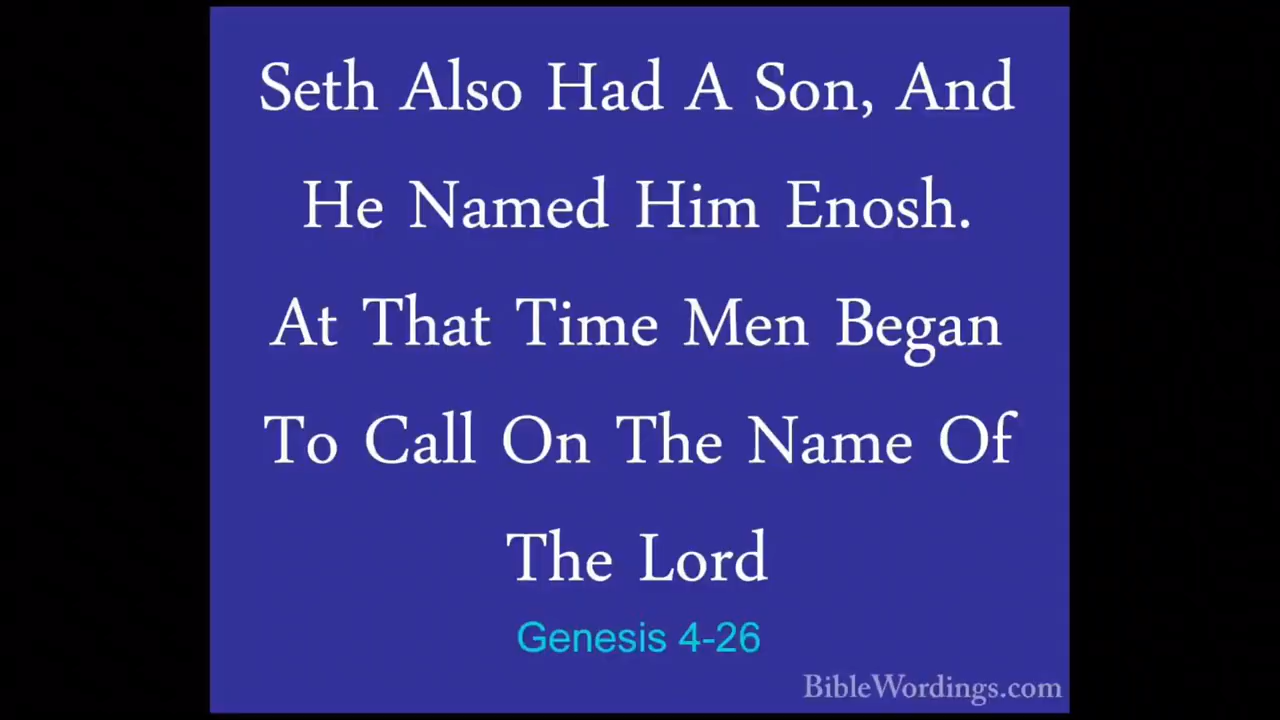 Seth Also Had A Son, And
He Named Him Enosh.
At That Time Men Began
To Call On The Name Of
The Lord
Genesis 4-26
BibleWordings.com